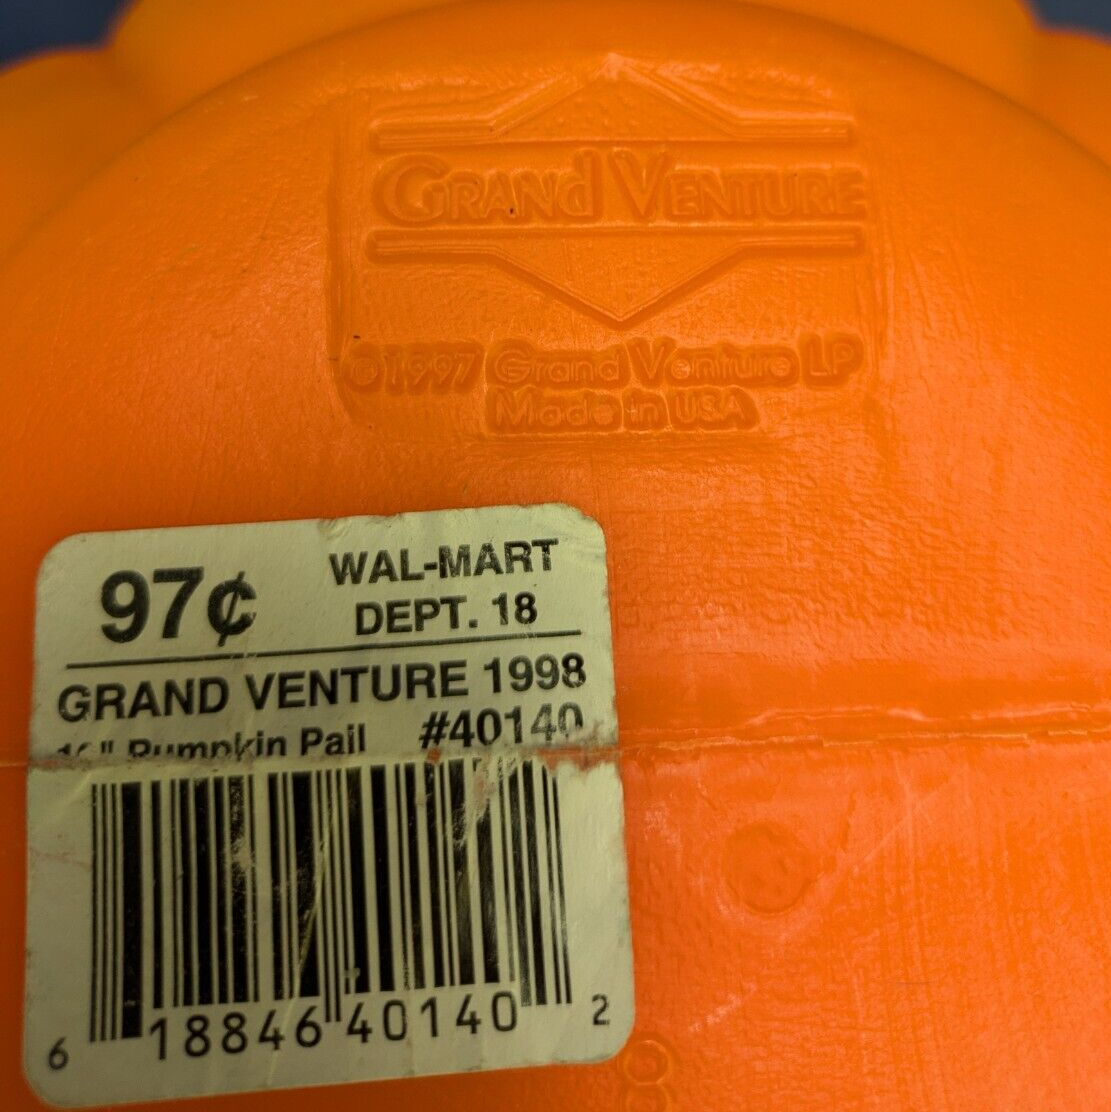 GRANd VENTURE
©1997 Grand Venture LP
Made in USA
97¢
WAL-MART
DEPT. 18
GRAND VENTURE 1998
Pumpkin Pail #40140
6 18846 40140 2
8